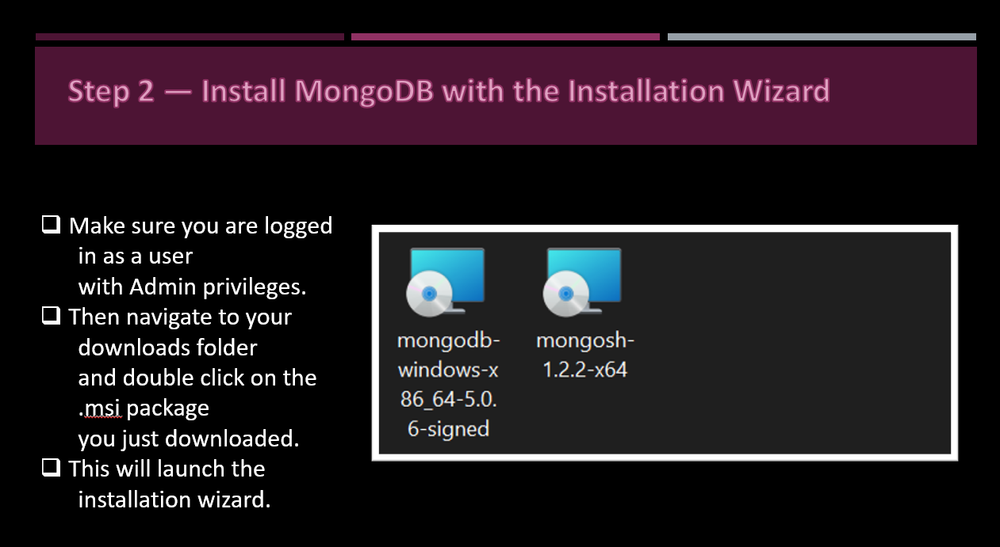 Step 2 — Install MongoDB with the Installation Wizard
Make sure you are logged
in as a user
with Admin privileges.
Then navigate to your
downloads folder
and double click on the
.msi package
you just downloaded.
This will launch the
installation wizard.
mongodb-
windows-x
86_64-5.0.
6-signed
mongosh-
1.2.2-x64